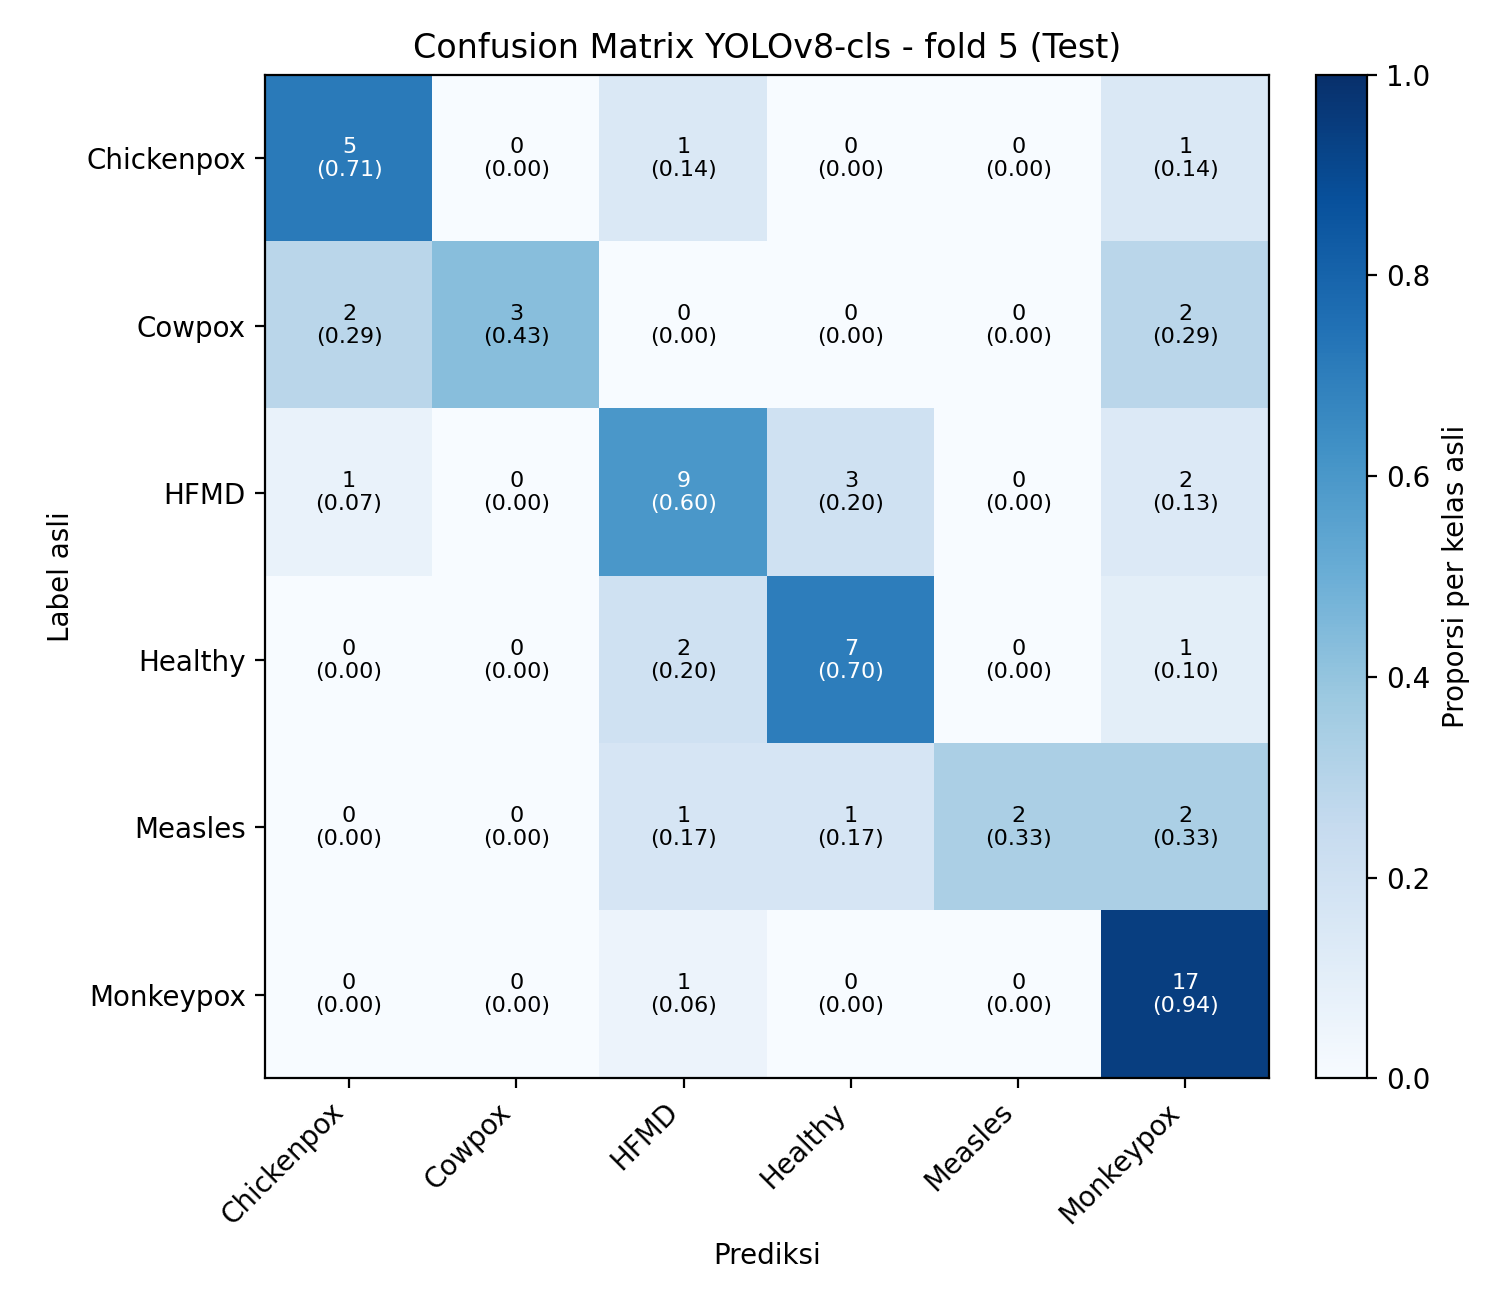 Confusion Matrix YOLOv8-cls - fold 5 (Test)
Label asli
Chickenpox
5 0 1 0 0 1
(0.71) (0.00) (0.14) (0.00) (0.00) (0.14)
Cowpox
2 3 0 0 0 2
(0.29) (0.43) (0.00) (0.00) (0.00) (0.29)
HFMD
1 0 9 3 0 2
(0.07) (0.00) (0.60) (0.20) (0.00) (0.13)
Healthy
0 0 2 7 0 1
(0.00) (0.00) (0.20) (0.70) (0.00) (0.10)
Measles
0 0 1 1 2 2
(0.00) (0.00) (0.17) (0.17) (0.33) (0.33)
Monkeypox
0 0 1 0 0 17
(0.00) (0.00) (0.06) (0.00) (0.00) (0.94)
Chickenpox
Cowpox
HFMD
Healthy
Measles
Monkeypox
Prediksi
1.0
0.8
0.6
0.4
0.2
0.0
Proporsi per kelas asli